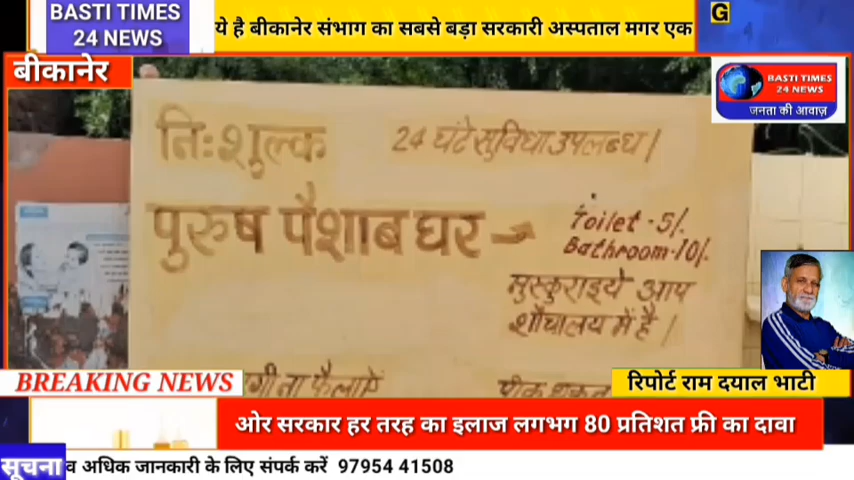 BASTI TIMES
24 NEWS
ये है बीकानेर संभाग का सबसे बड़ा सरकारी अस्पताल मगर एक
G
बीकानेर
BASTI TIMES
24 NEWS
जनता की आवाज़
निःशुल्क
24 घंटे सुविधा उपलब्ध।
पुरुष पैशाब घर
Toilet - 5/.
Bathroom - 10/.
मुस्कुराइये आप
शौचालय में है।
BREAKING NEWS
रिपोर्ट राम दयाल भाटी
ओर सरकार हर तरह का इलाज लगभग 80 प्रतिशत फ्री का दावा
सूचना
व अधिक जानकारी के लिए संपर्क करें 97954 41508